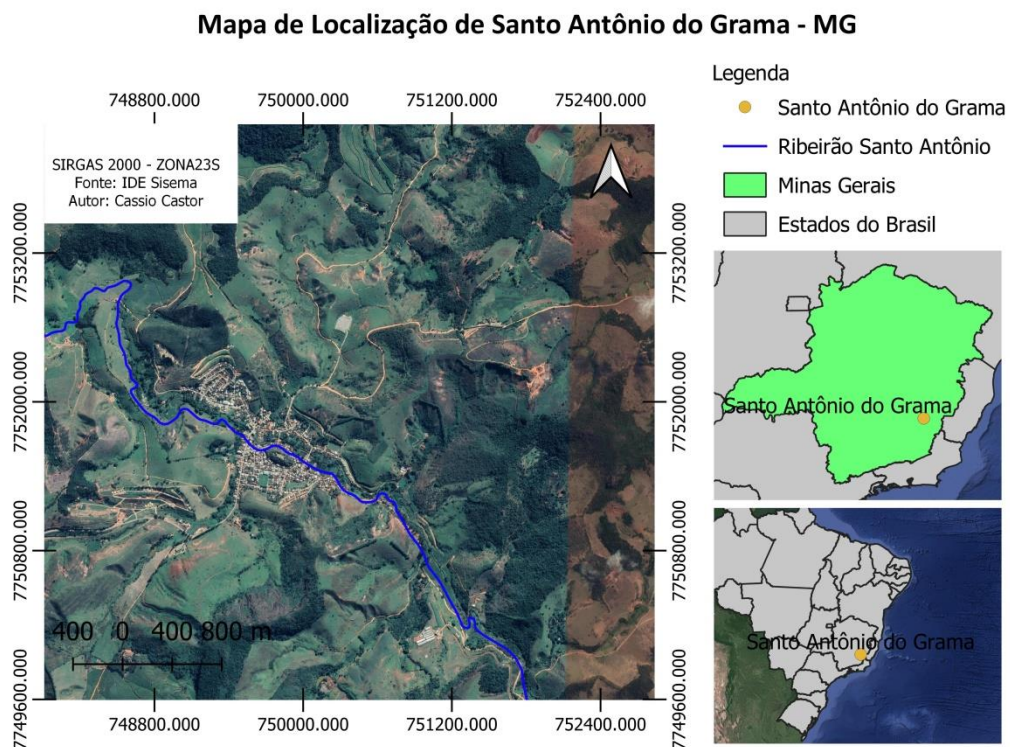 Mapa de Localização de Santo Antônio do Grama - MG
748800.000 750000.000 751200.000 752400.000
SIRGAS 2000 - ZONA23S
Fonte: IDE Sisema
Autor: Cassio Castor
7753200.000
7752000.000
7750800.000
7749600.000
7753200.000
7752000.000
7750800.000
7749600.000
400 0 400 800 m
748800.000 750000.000 751200.000 752400.000
Legenda
Santo Antônio do Grama
Ribeirão Santo Antônio
Minas Gerais
Estados do Brasil
Santo Antônio do Grama
Santo Antônio do Grama